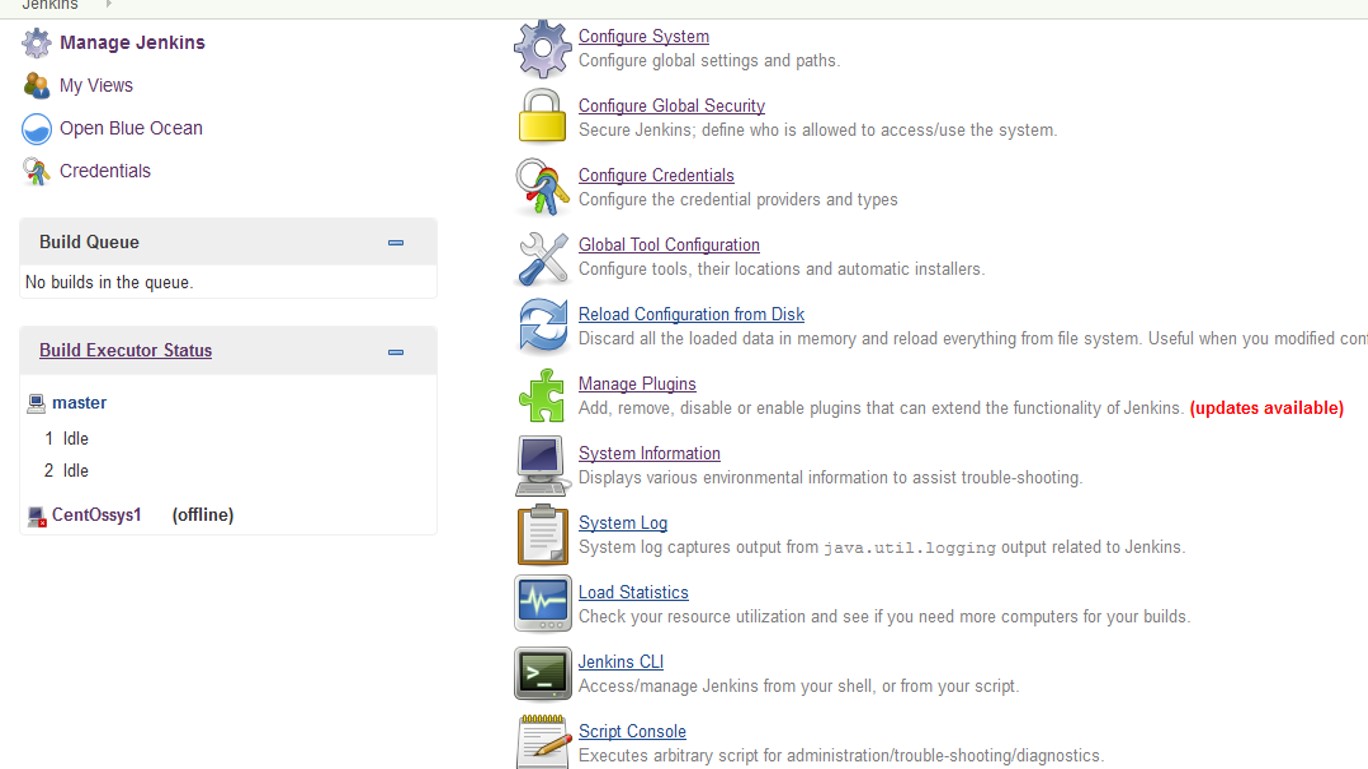 Jenkins
Manage Jenkins
My Views
Open Blue Ocean
Credentials
Build Queue
No builds in the queue.
Build Executor Status
master
1 Idle
2 Idle
CentOssys1 (offline)
Configure System
Configure global settings and paths.
Configure Global Security
Secure Jenkins; define who is allowed to access/use the system.
Configure Credentials
Configure the credential providers and types
Global Tool Configuration
Configure tools, their locations and automatic installers.
Reload Configuration from Disk
Discard all the loaded data in memory and reload everything from file system. Useful when you modified
Manage Plugins
Add, remove, disable or enable plugins that can extend the functionality of Jenkins. (updates available)
System Information
Displays various environmental information to assist trouble-shooting.
System Log
System log captures output from java.util.logging output related to Jenkins.
Load Statistics
Check your resource utilization and see if you need more computers for your builds.
Jenkins CLI
Access/manage Jenkins from your shell, or from your script.
Script Console
Executes arbitrary script for administration/trouble-shooting/diagnostics.